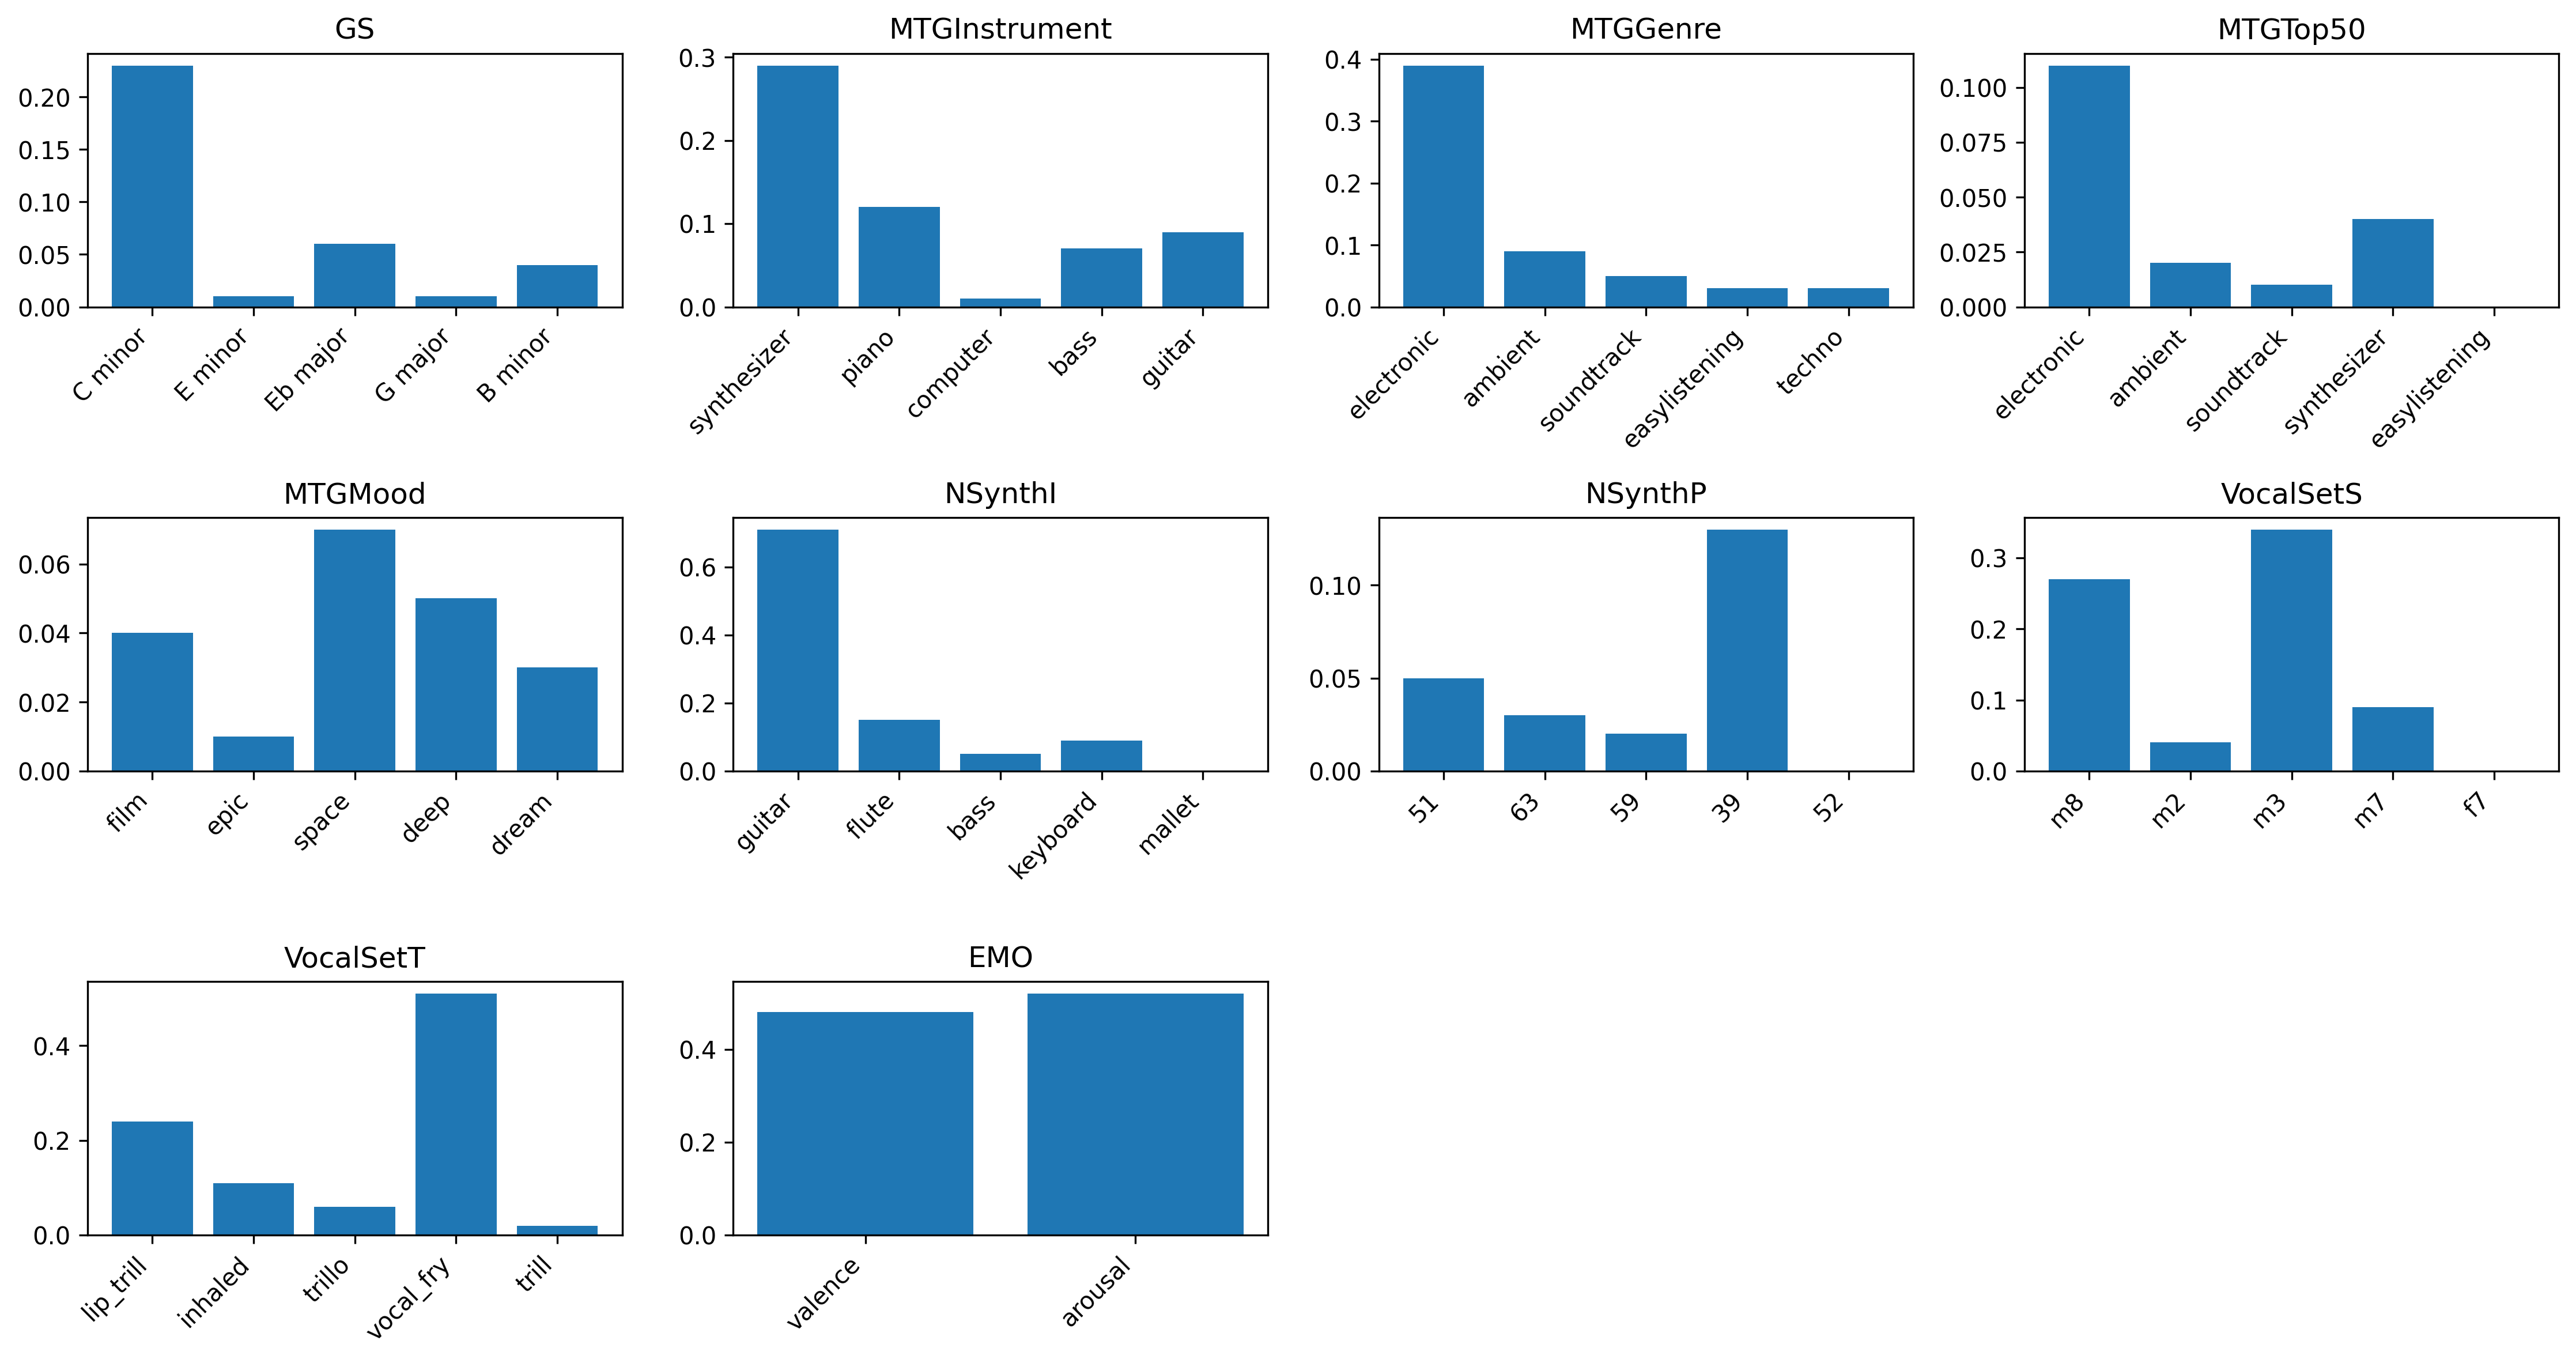 GS
0.20
0.15
0.10
0.05
0.00
C minor
E minor
Eb major
G major
B minor
MTGInstrument
0.3
0.2
0.1
0.0
synthesizer
piano
computer
bass
guitar
MTGGenre
0.4
0.3
0.2
0.1
0.0
electronic
ambient
soundtrack
easylistening
techno
MTGTop50
0.100
0.075
0.050
0.025
0.000
electronic
ambient
soundtrack
synthesizer
easylistening
MTGMood
0.06
0.04
0.02
0.00
film
epic
space
deep
dream
NSynthI
0.6
0.4
0.2
0.0
guitar
flute
bass
keyboard
mallet
NSynthP
0.10
0.05
0.00
51
63
59
39
52
VocalSetS
0.3
0.2
0.1
0.0
m8
m2
m3
m7
f7
VocalSetT
0.4
0.2
0.0
lip_trill
inhaled
trillo
vocal_fry
trill
EMO
0.4
0.2
0.0
valence
arousal